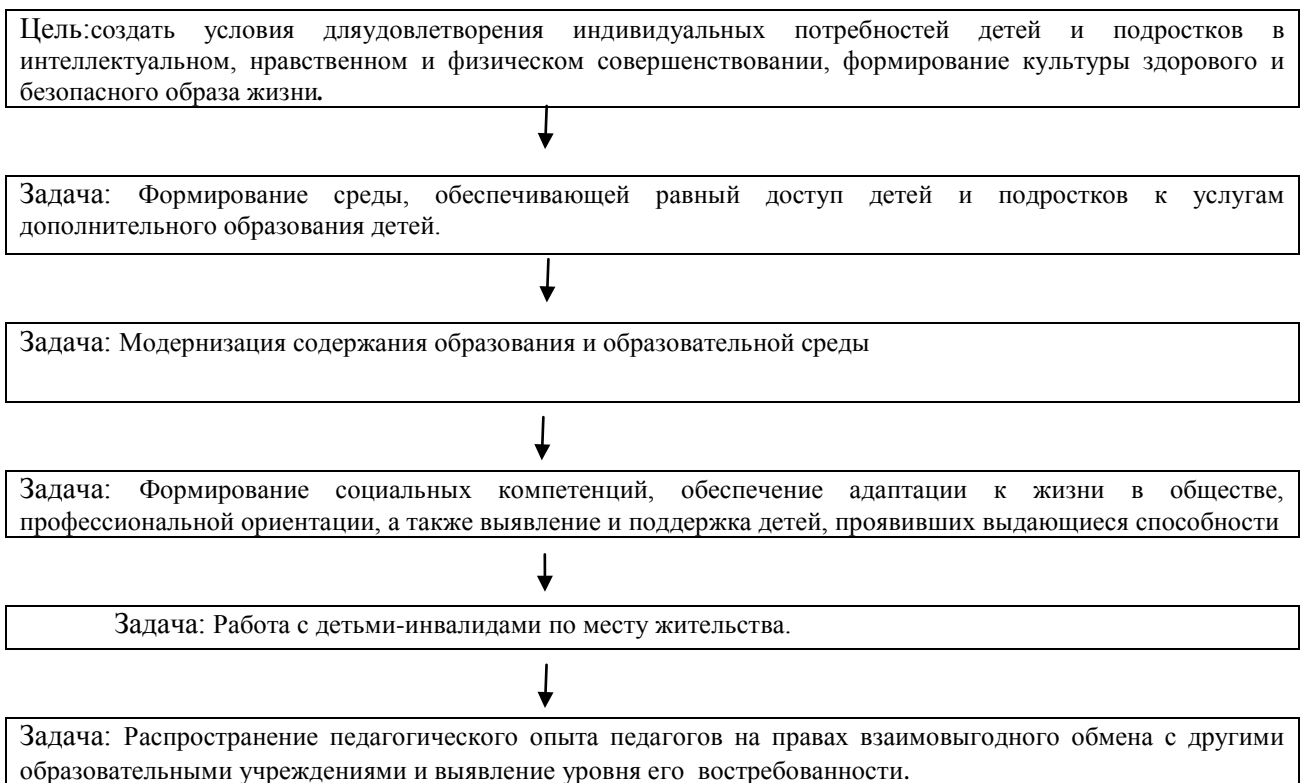 Цель:создать условия дляудовлетворения индивидуальных потребностей детей и подростков в
интеллектуальном, нравственном и физическом совершенствовании, формирование культуры здорового и
безопасного образа жизни.
Задача: Формирование среды, обеспечивающей равный доступ детей и подростков к услугам
дополнительного образования детей.
Задача: Модернизация содержания образования и образовательной среды
Задача: Формирование социальных компетенций, обеспечение адаптации к жизни в обществе,
профессиональной ориентации, а также выявление и поддержка детей, проявивших выдающиеся способности
Задача: Работа с детьми-инвалидами по месту жительства.
Задача: Распространение педагогического опыта педагогов на правах взаимовыгодного обмена с другими
образовательными учреждениями и выявление уровня его востребованности.